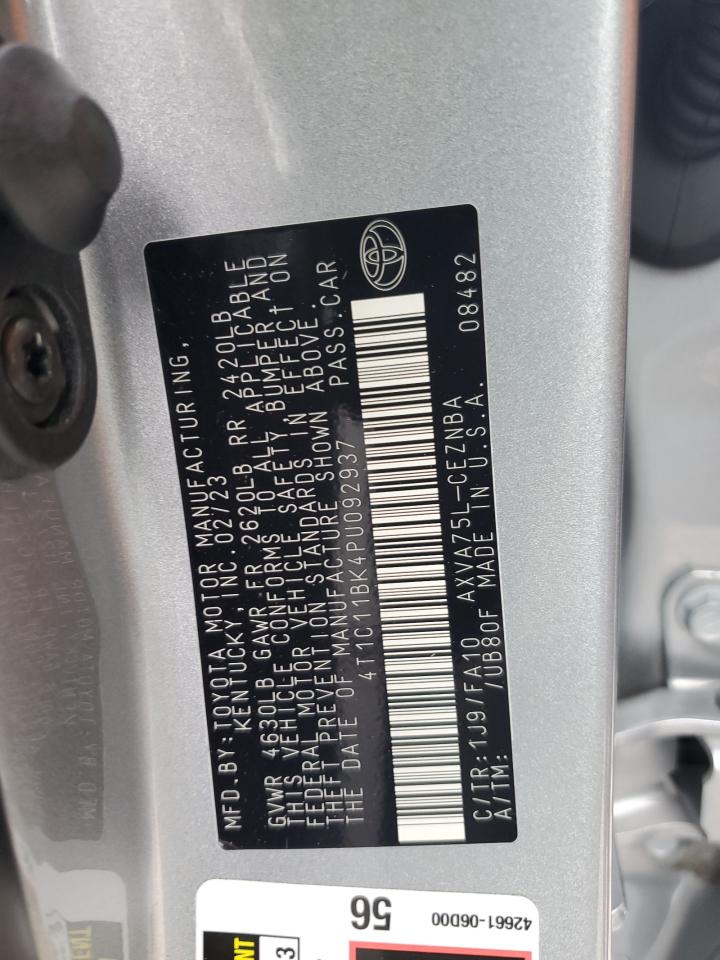 MFD.BY:TOYOTA MOTOR MANUFACTURING,
KENTUCKY, INC. 02/23
GVWR 4630LB GAWR FR 2620LB RR 2420LB
THIS VEHICLE CONFORMS TO ALL APPLICABLE
FEDERAL MOTOR VEHICLE SAFETY, BUMPER, AND
THEFT PREVENTION STANDARDS IN EFFECT ON
THE DATE OF MANUFACTURE SHOWN ABOVE.
4T1C11BK4PU092937 PASS.CAR
C/TR:1J9/FA10 AXVA75L-CEZNBA
A/TM: /UB80F MADE IN U.S.A. 08482
56
42661-06D00
NT
3